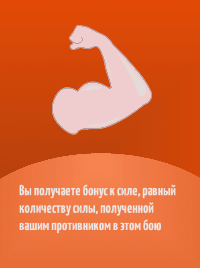 Вы получаете бонус к силе, равный
количеству силы, полученной
вашим противником в этом бою